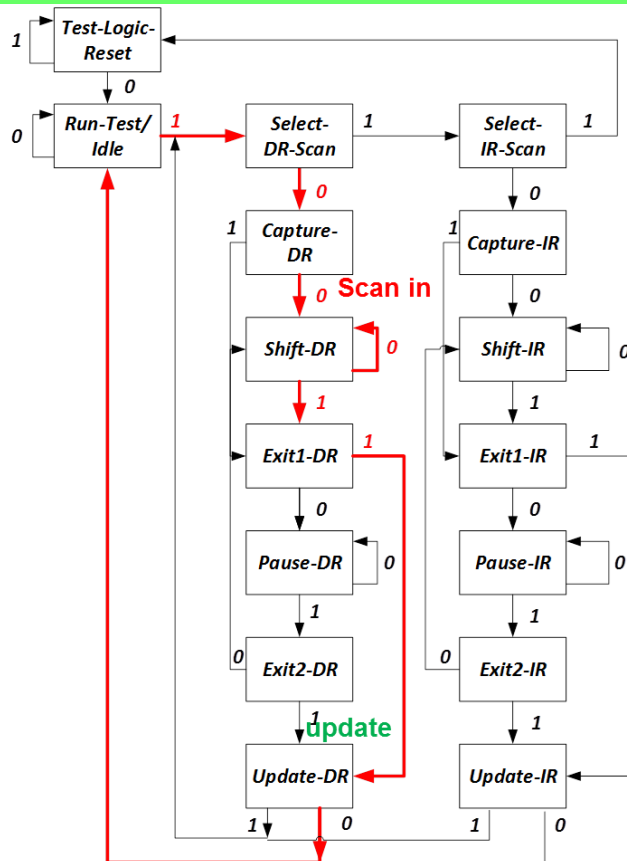 Test-Logic-
Reset
1
0
Run-Test/
Idle
0
1
Select-
DR-Scan
1
Select-
IR-Scan
1
0
0
1
Capture-
DR
1
Capture-IR
0
Scan in
0
Shift-DR
0
Shift-IR
0
0
1
1
Exit1-DR
1
Exit1-IR
1
0
0
Pause-DR
0
Pause-IR
0
1
1
0
Exit2-DR
0
Exit2-IR
1
1
update
Update-DR
Update-IR
1
0
1
0